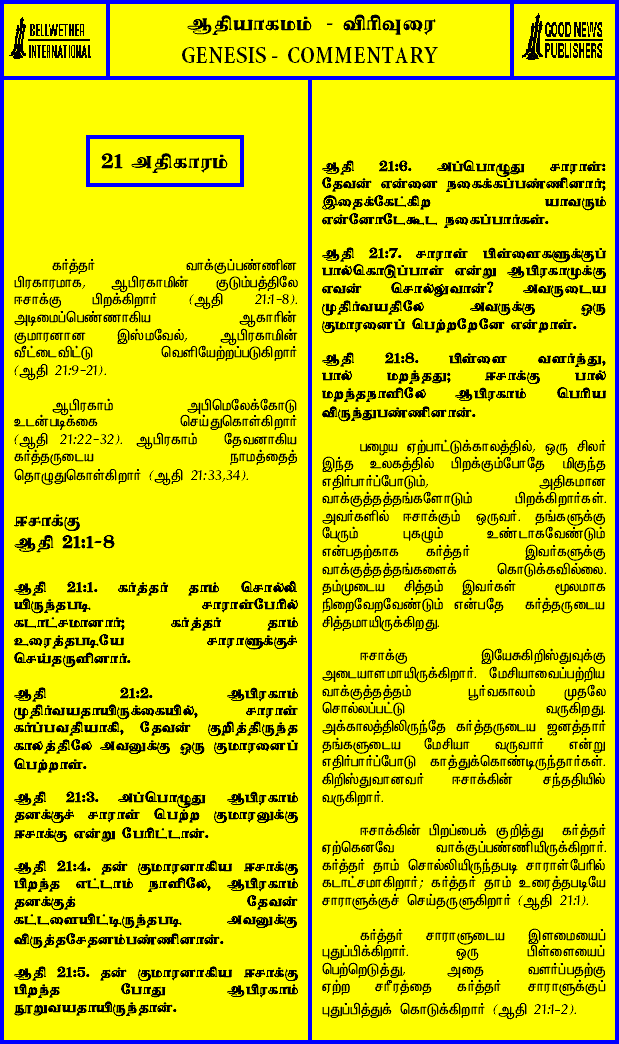 BELLWETHER
INTERNATIONAL
ஆதியாகமம் - விரிவுரை
GENESIS - COMMENTARY
GOOD NEWS
PUBLISHERS
21 அதிகாரம்
கர்த்தர் வாக்குப்பண்ணின
பிரகாரமாக, ஆபிரகாமின் குடும்பத்திலே
ஈசாக்கு பிறக்கிறார் (ஆதி 21:1-8).
அடிமைப்பெண்ணாகிய ஆகாரின்
குமாரனான இஸ்மவேல், ஆபிரகாமின்
வீட்டைவிட்டு வெளியேற்றப்படுகிறார்
(ஆதி 21:9-21).
ஆபிரகாம் அபிமெலேக்கோடு
உடன்படிக்கை செய்துகொள்கிறார்
(ஆதி 21:22-32). ஆபிரகாம் தேவனாகிய
கர்த்தருடைய நாமத்தைத்
தொழுதுகொள்கிறார் (ஆதி 21:33,34).
ஈசாக்கு
ஆதி 21:1-8
ஆதி 21:1. கர்த்தர் தாம் சொல்லி
யிருந்தபடி சாராள்பேரில்
கடாட்சமானார்; கர்த்தர் தாம்
உரைத்தபடியே சாராளுக்குச்
செய்தருளினார்.
ஆதி 21:2. ஆபிரகாம்
முதிர்வயதாயிருக்கையில், சாராள்
கர்ப்பவதியாகி, தேவன் குறித்திருந்த
காலத்திலே அவனுக்கு ஒரு குமாரனைப்
பெற்றாள்.
ஆதி 21:3. அப்பொழுது ஆபிரகாம்
தனக்குச் சாராள் பெற்ற குமாரனுக்கு
ஈசாக்கு என்று பேரிட்டான்.
ஆதி 21:4. தன் குமாரனாகிய ஈசாக்கு
பிறந்த எட்டாம் நாளிலே, ஆபிரகாம்
தனக்குத் தேவன்
கட்டளையிட்டிருந்தபடி அவனுக்கு
விருத்தசேதனம்பண்ணினான்.
ஆதி 21:5. தன் குமாரனாகிய ஈசாக்கு
பிறந்த போது ஆபிரகாம்
நூறுவயதாயிருந்தான்.
ஆதி 21:6. அப்பொழுது சாராள்:
தேவன் என்னை நகைக்கப்பண்ணினார்;
இதைக்கேட்கிற யாவரும்
என்னோடேகூட நகைப்பார்கள்.
ஆதி 21:7. சாராள் பிள்ளைகளுக்குப்
பால்கொடுப்பாள் என்று ஆபிரகாமுக்கு
எவன் சொல்லுவான்? அவருடைய
முதிர்வயதிலே அவருக்கு ஒரு
குமாரனைப் பெற்றறேனே என்றாள்.
ஆதி 21:8. பிள்ளை வளர்ந்து,
பால் மறந்தது; ஈசாக்கு பால்
மறந்தநாளிலே ஆபிரகாம் பெரிய
விருந்துபண்ணினான்.
பழைய ஏற்பாட்டுக்காலத்தில், ஒரு சிலர்
இந்த உலகத்தில் பிறக்கும்போதே மிகுந்த
எதிர்பார்ப்போடும், அதிகமான
வாக்குத்தத்தங்களோடும் பிறக்கிறார்கள்.
அவர்களில் ஈசாக்கும் ஒருவர். தங்களுக்கு
பேரும் புகழும் உண்டாகவேண்டும்
என்பதற்காக கர்த்தர் இவர்களுக்கு
வாக்குத்தத்தங்களைக் கொடுக்கவில்லை.
தம்முடைய சித்தம் இவர்கள் மூலமாக
நிறைவேறவேண்டும் என்பதே கர்த்தருடைய
சித்தமாயிருக்கிறது.
ஈசாக்கு இயேசுகிறிஸ்துவுக்கு
அடையாளமாயிருக்கிறார். மேசியாவைப்பற்றிய
வாக்குத்தத்தம் பூர்வகாலம் முதலே
சொல்லப்பட்டு வருகிறது.
அக்காலத்திலிருந்தே கர்த்தருடைய ஜனத்தார்
தங்களுடைய மேசியா வருவார் என்று
எதிர்பார்ப்போடு காத்துக்கொண்டிருந்தார்கள்.
கிறிஸ்துவானவர் ஈசாக்கின் சந்ததியில்
வருகிறார்.
ஈசாக்கின் பிறப்பைக் குறித்து கர்த்தர்
ஏற்கெனவே வாக்குப்பண்ணியிருக்கிறார்.
கர்த்தர் தாம் சொல்லியிருந்தபடி சாராள்பேரில்
கடாட்சமாகிறார்; கர்த்தர் தாம் உரைத்தபடியே
சாராளுக்குச் செய்தருளுகிறார் (ஆதி 21:1).
கர்த்தர் சாராளுடைய இளமையைப்
புதுப்பிக்கிறார். ஒரு பிள்ளையைப்
பெற்றெடுத்து, அதை வளர்ப்பதற்கு
ஏற்ற சரீரத்தை கர்த்தர் சாராளுக்குப்
புதுப்பித்துக் கொடுக்கிறார் (ஆதி 21:1-2).